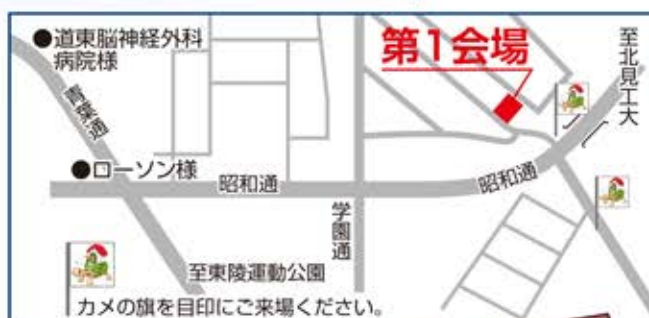 ●道東脳神経外科
病院様
第1会場
至北見工大
青葉通
●ローソン様
昭和通
昭和通
学園通
至東陵運動公園
カメの旗を目印にご来場ください。